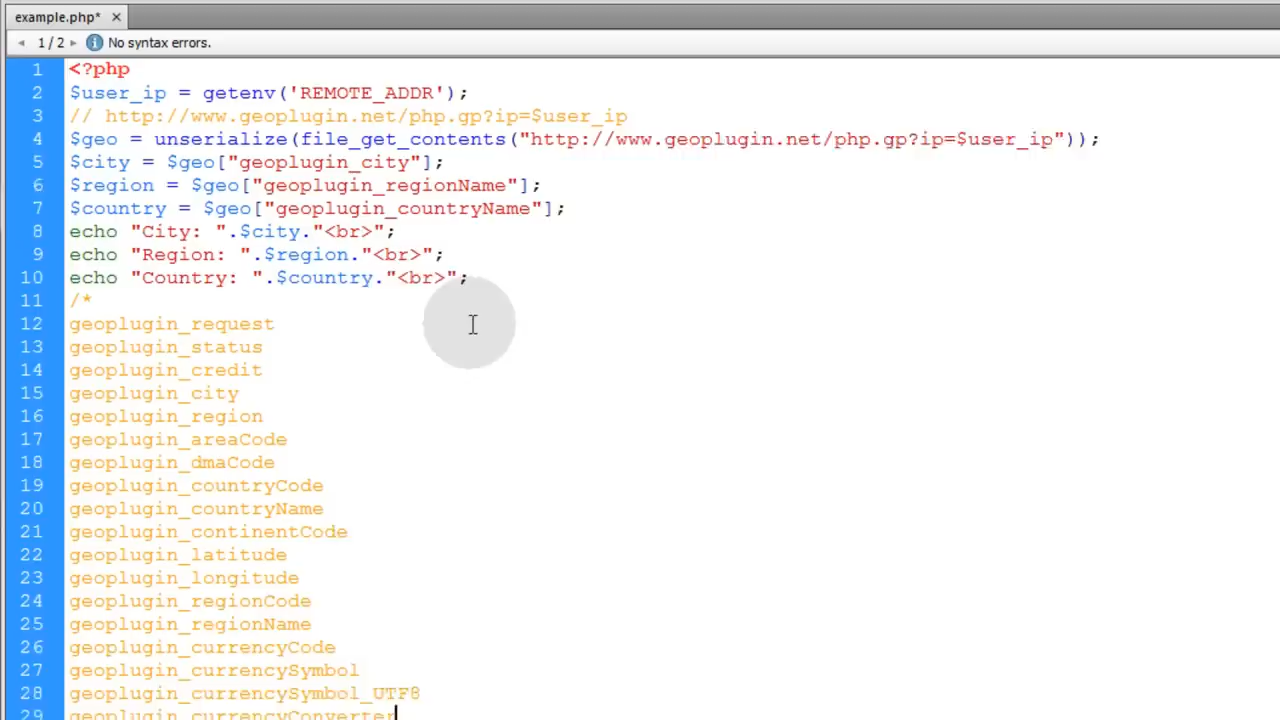 example.php* ×
1 / 2 No syntax errors.
1 <?php
2 $user_ip = getenv('REMOTE_ADDR');
3 // http://www.geoplugin.net/php.gp?ip=$user_ip
4 $geo = unserialize(file_get_contents("http://www.geoplugin.net/php.gp?ip=$user_ip"));
5 $city = $geo["geoplugin_city"];
6 $region = $geo["geoplugin_regionName"];
7 $country = $geo["geoplugin_countryName"];
8 echo "City: ".$city."<br>";
9 echo "Region: ".$region."<br>";
10 echo "Country: ".$country."<br>";
11 /*
12 geoplugin_request
13 geoplugin_status
14 geoplugin_credit
15 geoplugin_city
16 geoplugin_region
17 geoplugin_areaCode
18 geoplugin_dmaCode
19 geoplugin_countryCode
20 geoplugin_countryName
21 geoplugin_continentCode
22 geoplugin_latitude
23 geoplugin_longitude
24 geoplugin_regionCode
25 geoplugin_regionName
26 geoplugin_currencyCode
27 geoplugin_currencySymbol
28 geoplugin_currencySymbol_UTF8
29 geoplugin_currencyConverter